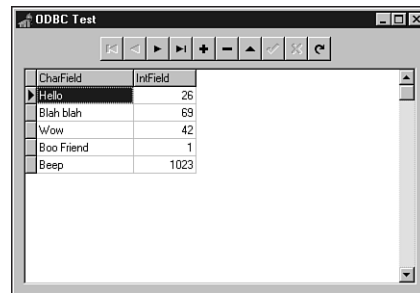 ODBC Test
CharField IntField
Hello 26
Blah blah 69
Wow 42
Boo Friend 1
Beep 1023